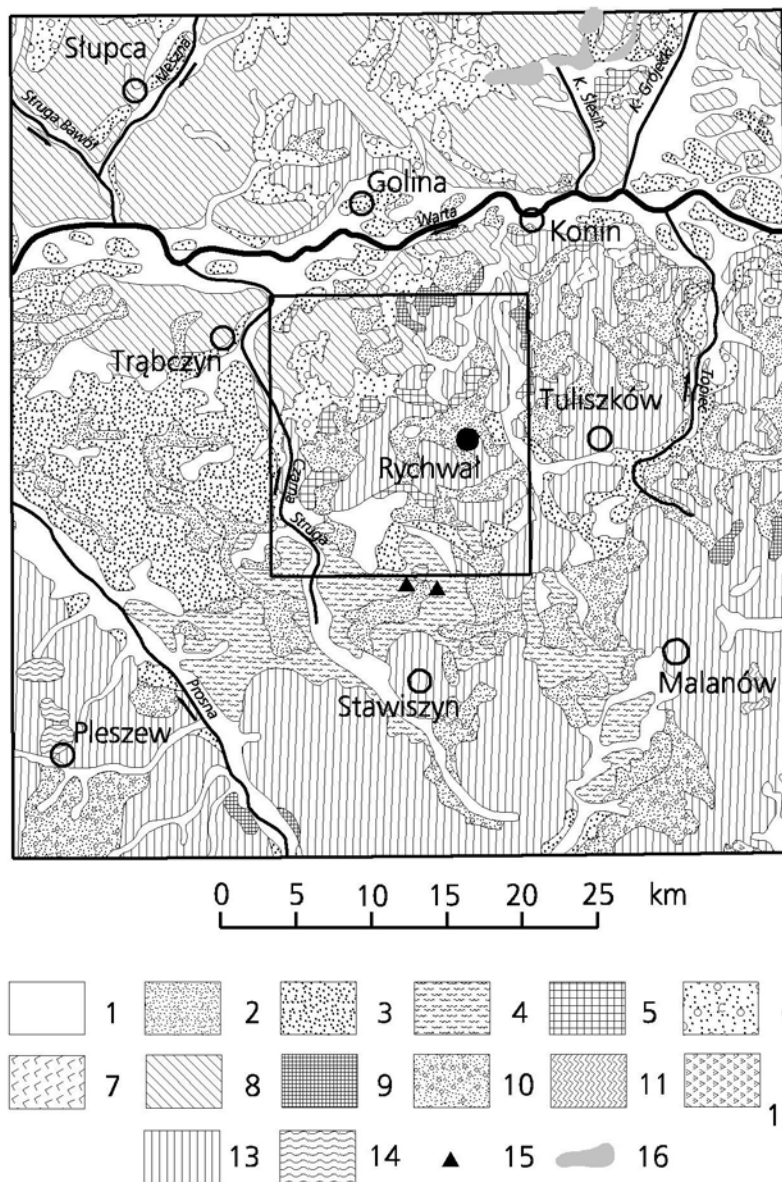 Słupca
Meszna
Struga Bawół
K. Ślesiń.
K. Grójecki
Golina
Warta
Konin
Trąbczyn
Tuliszków
Topiec
Rychwał
Czarna
Struga
Malanów
Stawiszyn
Prosna
Pleszew
0 5 10 15 20 25 km
1 2 3 4 5
7 8 9 10 11 1
13 14 15 16